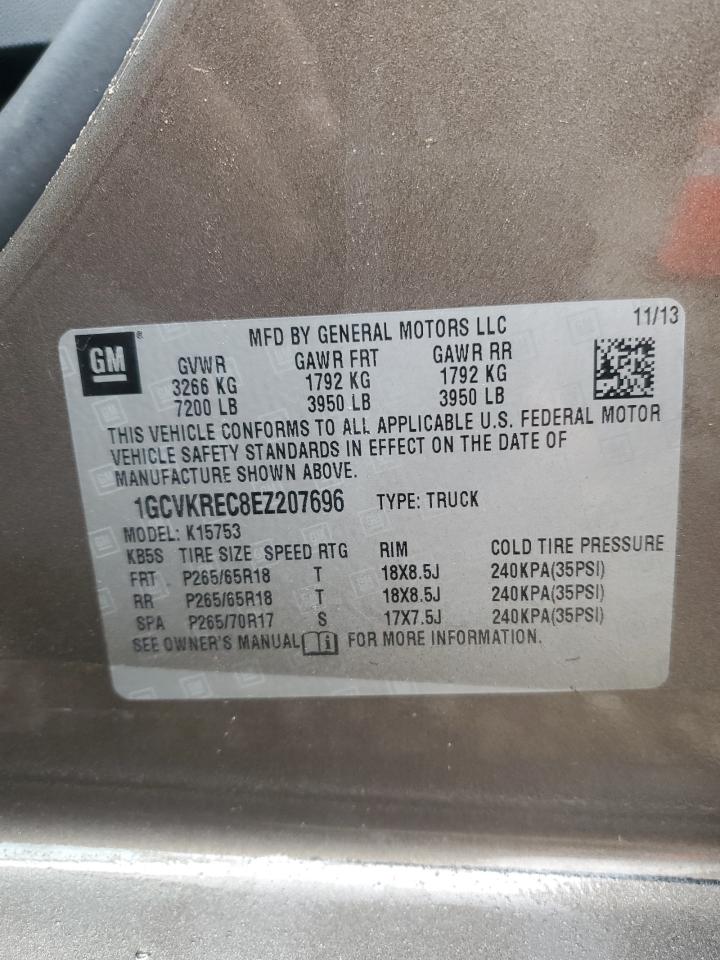 11/13
GM ®
MFD BY GENERAL MOTORS LLC
GVWR GAWR FRT GAWR RR
3266 KG 1792 KG 1792 KG
7200 LB 3950 LB 3950 LB
THIS VEHICLE CONFORMS TO ALL APPLICABLE U.S. FEDERAL MOTOR
VEHICLE SAFETY STANDARDS IN EFFECT ON THE DATE OF
MANUFACTURE SHOWN ABOVE.
1GCVKREC8EZ207696 TYPE: TRUCK
MODEL: K15753
KB5S TIRE SIZE SPEED RTG RIM COLD TIRE PRESSURE
FRT P265/65R18 T 18X8.5J 240KPA(35PSI)
RR P265/65R18 T 18X8.5J 240KPA(35PSI)
SPA P265/70R17 S 17X7.5J 240KPA(35PSI)
SEE OWNER'S MANUAL i FOR MORE INFORMATION.